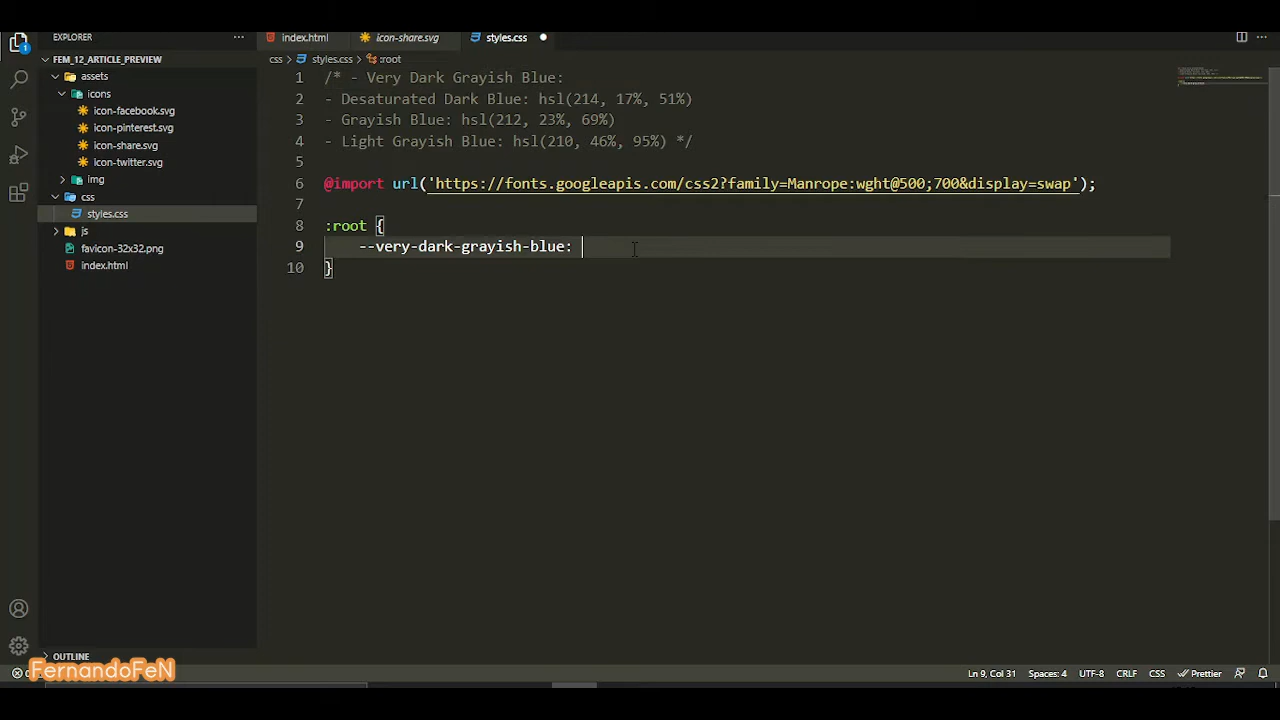 EXPLORER
···
index.html
icon-share.svg
styles.css
FEM_12_ARTICLE_PREVIEW
css > styles.css > :root
assets
icons
icon-facebook.svg
icon-pinterest.svg
icon-share.svg
icon-twitter.svg
img
css
styles.css
js
favicon-32x32.png
index.html
1 /* - Very Dark Grayish Blue:
2 - Desaturated Dark Blue: hsl(214, 17%, 51%)
3 - Grayish Blue: hsl(212, 23%, 69%)
4 - Light Grayish Blue: hsl(210, 46%, 95%) */
5
6 @import url('https://fonts.googleapis.com/css2?family=Manrope:wght@500;700&display=swap');
7
8 :root {
9 --very-dark-grayish-blue:
10 }
1
OUTLINE
FernandoFeN
Ln 9, Col 31
Spaces: 4
UTF-8
CRLF
CSS
Prettier